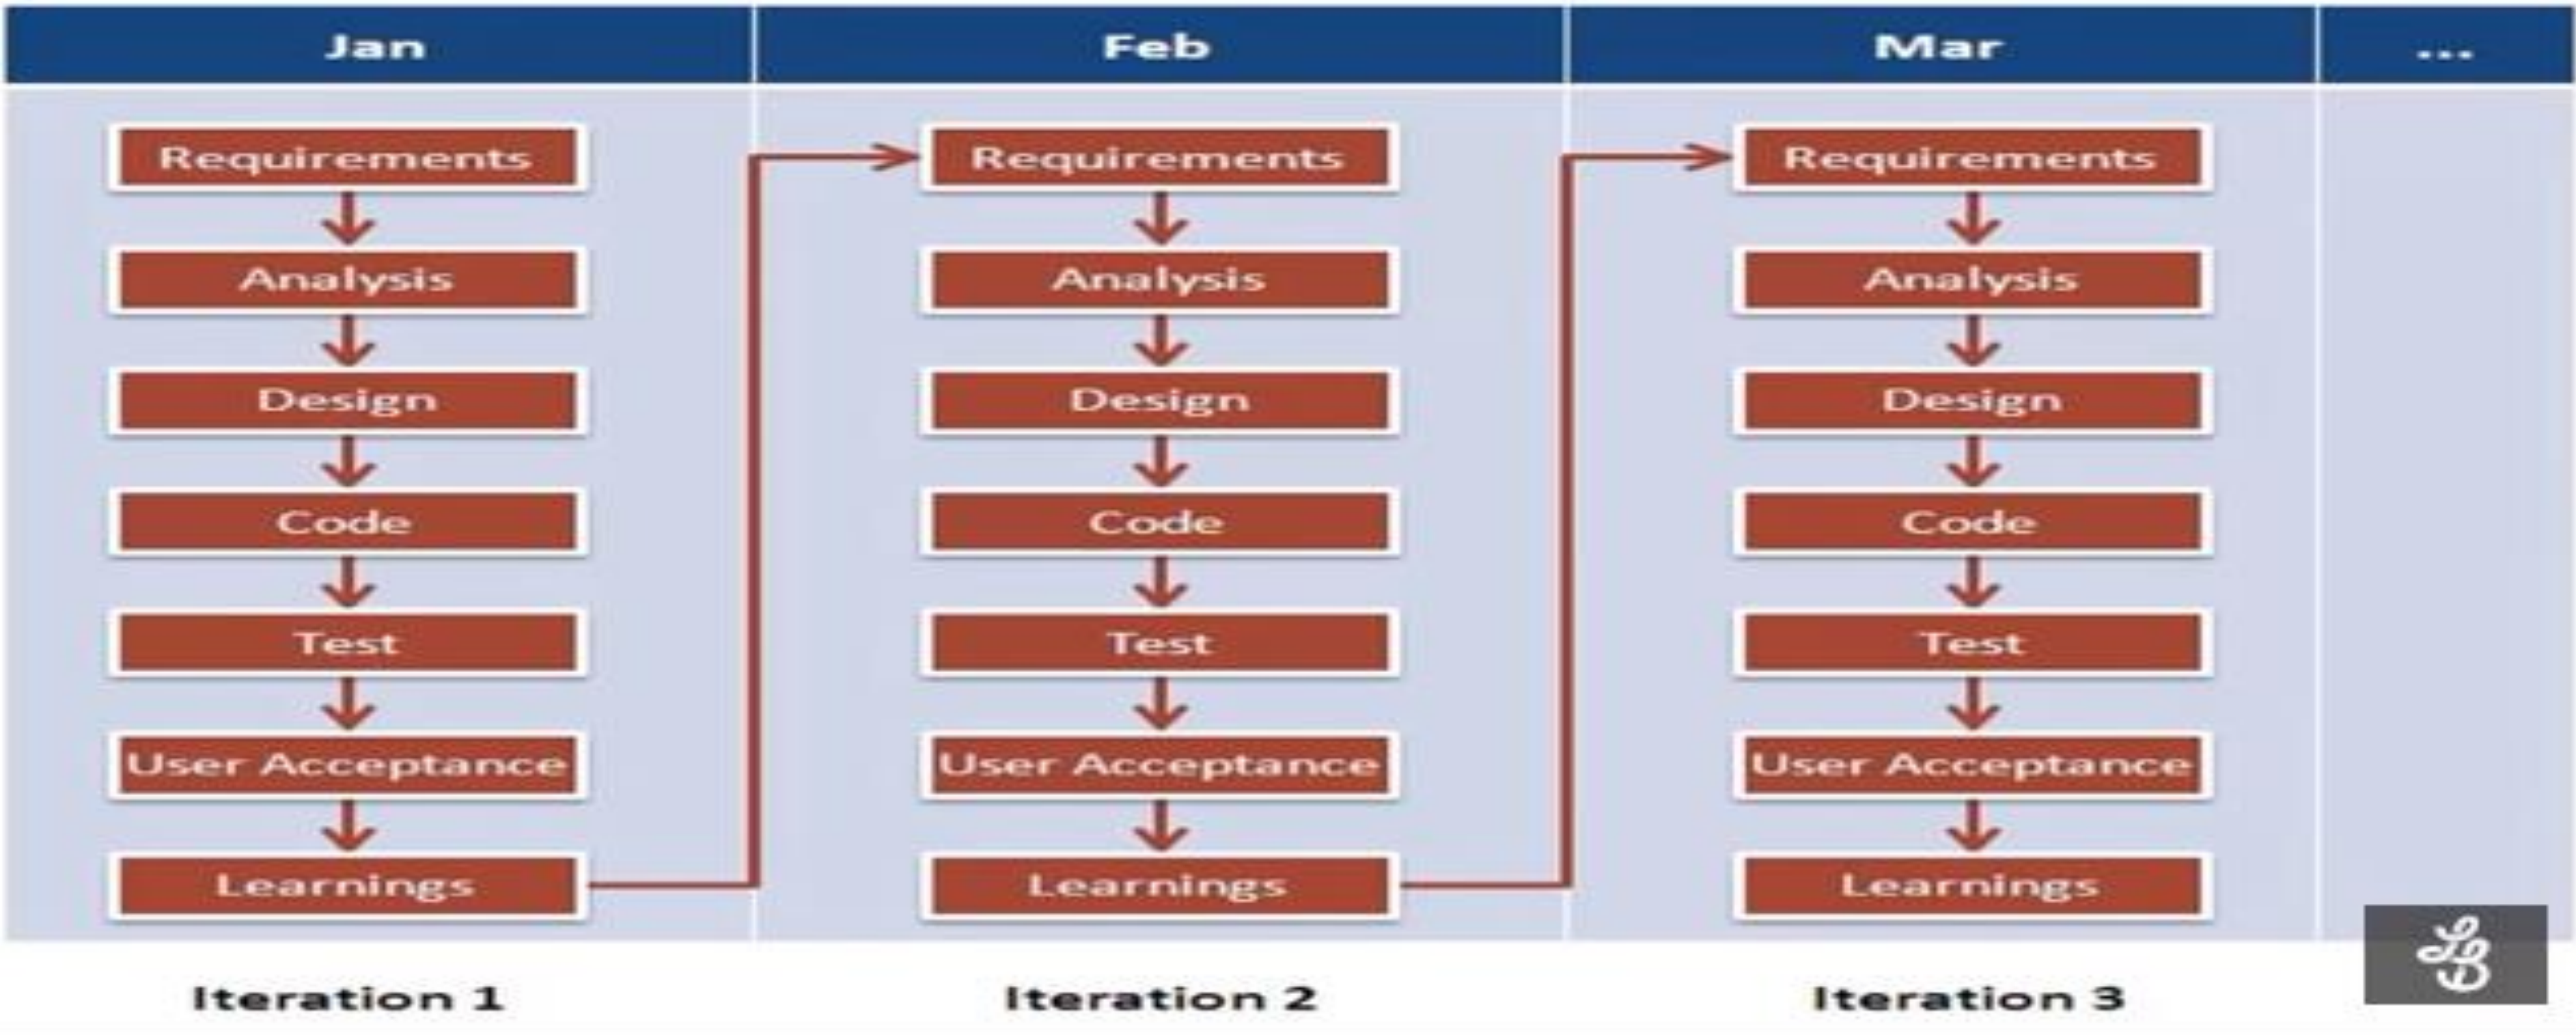 Jan Feb Mar ...
Requirements Requirements Requirements
Analysis Analysis Analysis
Design Design Design
Code Code Code
Test Test Test
User Acceptance User Acceptance User Acceptance
Learnings Learnings Learnings
LB
Iteration 1 Iteration 2 Iteration 3